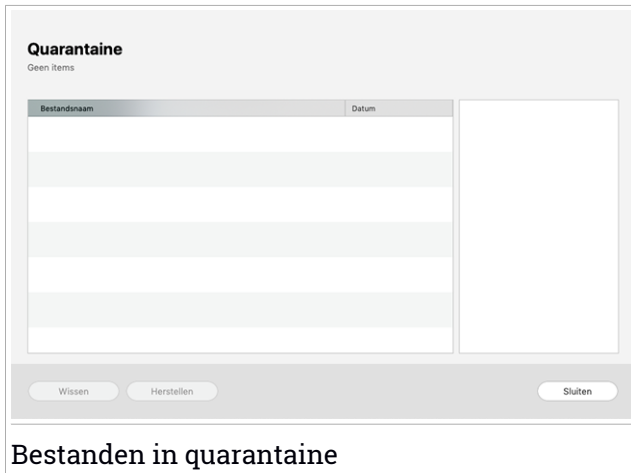 Quarantaine
Geen items
Bestandsnaam Datum
Wissen Herstellen Sluiten
Bestanden in quarantaine